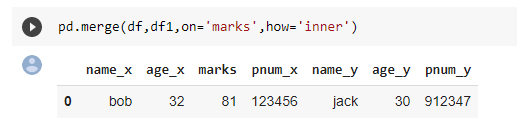 pd.merge(df,df1,on='marks',how='inner')
name_x age_x marks pnum_x name_y age_y pnum_y
0 bob 32 81 123456 jack 30 912347